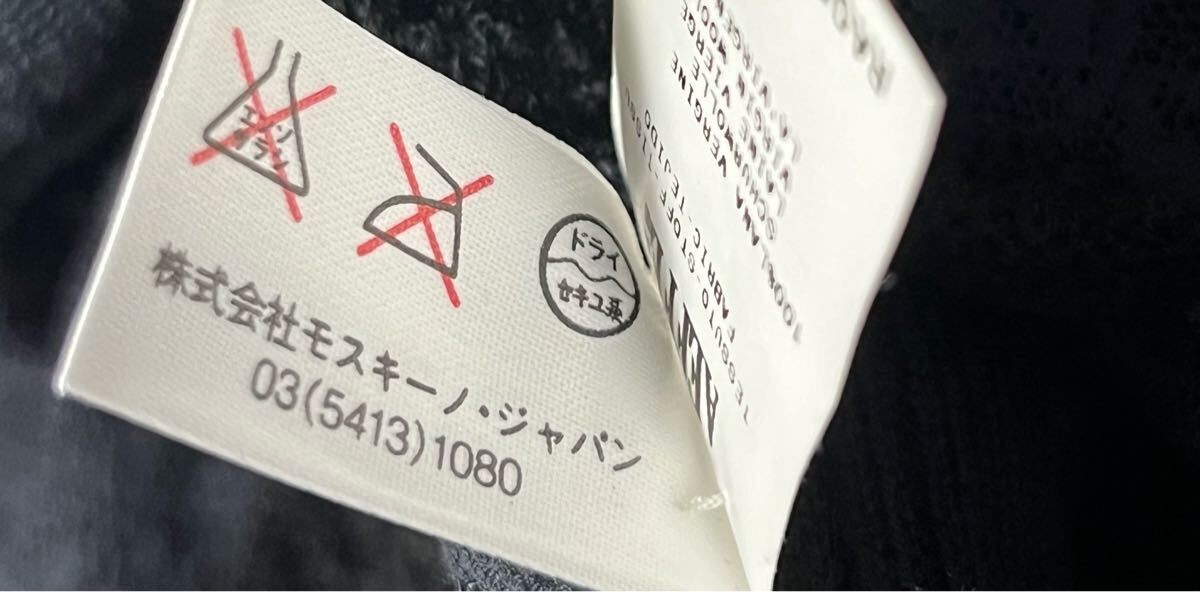 エンソ
サラシ
ドライ
セキユ系
株式会社モスキーノ・ジャパン
03(5413)1080
TESSUTO-STOFF-TISSU
FABRIC-TEJIDO
100%LANA VERGINE
SCHURWOLLE
LAINE VIERGE
VIRGIN WOOL